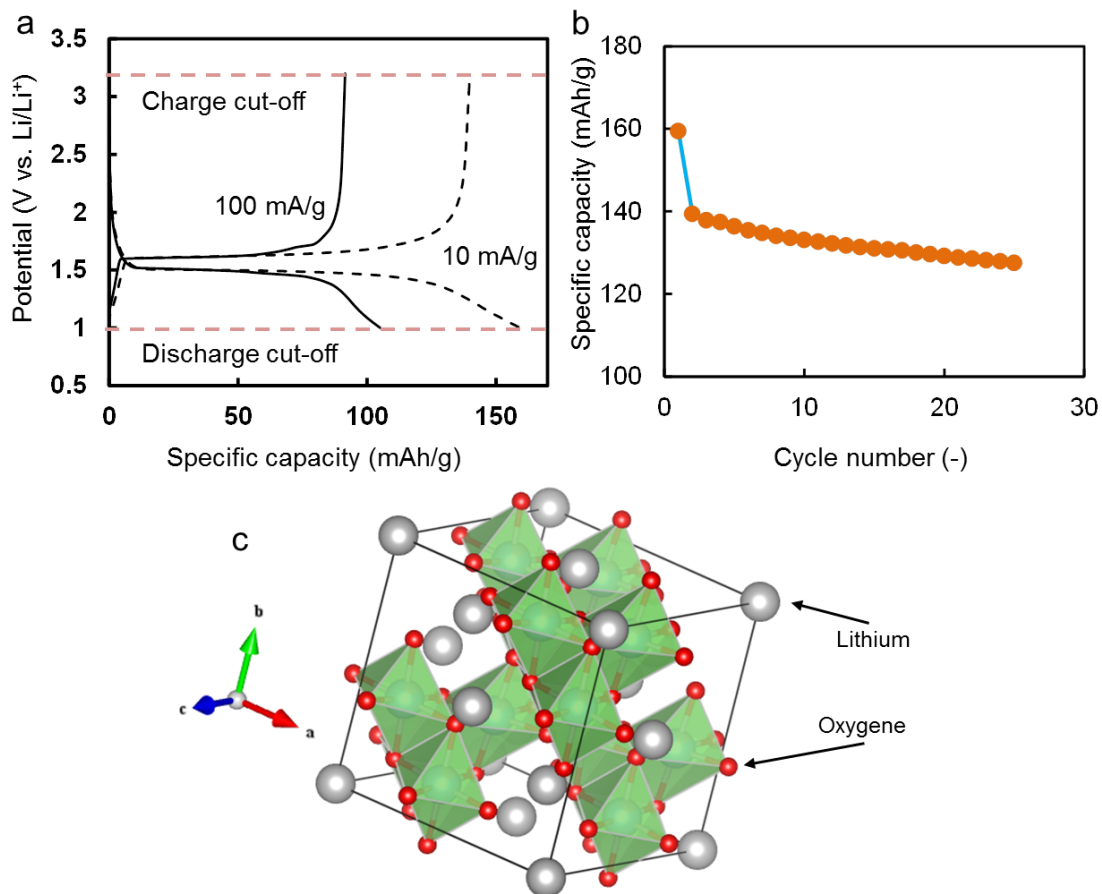 a
3.5
3
2.5
2
1.5
1
0.5
Potential (V vs. Li/Li⁺)
Charge cut-off
100 mA/g
10 mA/g
Discharge cut-off
0
50
100
150
Specific capacity (mAh/g)
b
180
160
140
120
100
Specific capacity (mAh/g)
0
10
20
30
Cycle number (-)
c
b
c
a
Lithium
Oxygene